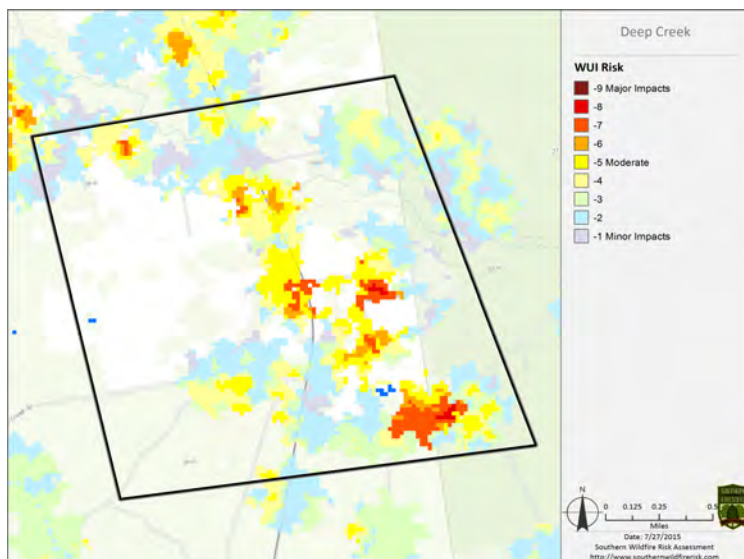 Deep Creek
WUI Risk
-9 Major Impacts
-8
-7
-6
-5 Moderate
-4
-3
-2
-1 Minor Impacts
N
0 0.125 0.25 0.5
Miles
Date: 7/27/2015
Southern Wildfire Risk Assessment
http://www.southernwildfirerisk.com